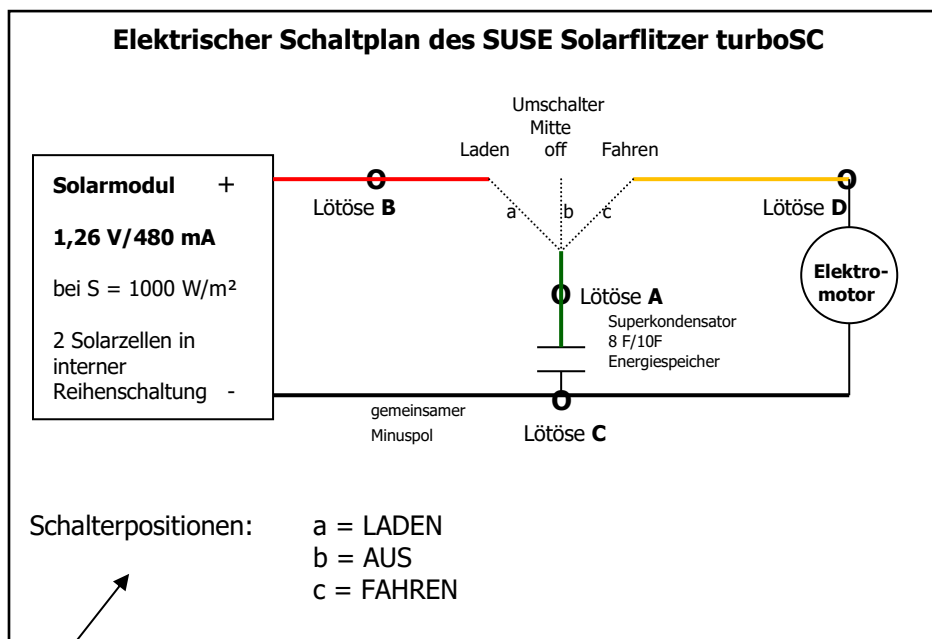 Elektrischer Schaltplan des SUSE Solarflitzer turboSC
Umschalter
Mitte
Laden off Fahren
Solarmodul +
1,26 V/480 mA
bei S = 1000 W/m²
2 Solarzellen in
interner
Reihenschaltung -
a b c
Lötöse B
Lötöse D
Elektro-
motor
Lötöse A
Superkondensator
8 F/10F
Energiespeicher
gemeinsamer
Minuspol
Lötöse C
Schalterpositionen: a = LADEN
b = AUS
c = FAHREN